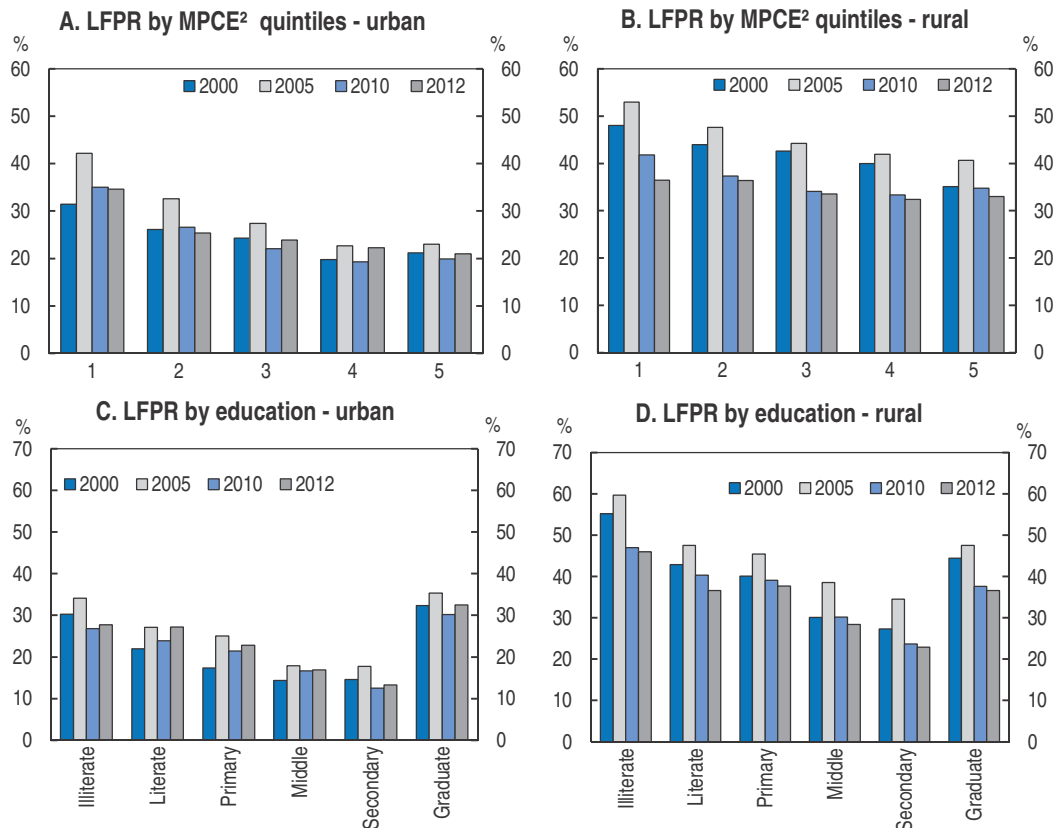 A. LFPR by MPCE² quintiles - urban
% %
60 60
2000 2005 2010 2012
50 50
40 40
30 30
20 20
10 10
0 0
1 2 3 4 5
B. LFPR by MPCE² quintiles - rural
% %
60 60
2000 2005 2010 2012
50 50
40 40
30 30
20 20
10 10
0 0
1 2 3 4 5
C. LFPR by education - urban
% %
70 70
60 60
2000 2005 2010 2012
50 50
40 40
30 30
20 20
10 10
0 0
Illiterate Literate Primary Middle Secondary Graduate
D. LFPR by education - rural
% %
70 70
60 60
2000 2005 2010 2012
50 50
40 40
30 30
20 20
10 10
0 0
Illiterate Literate Primary Middle Secondary Graduate